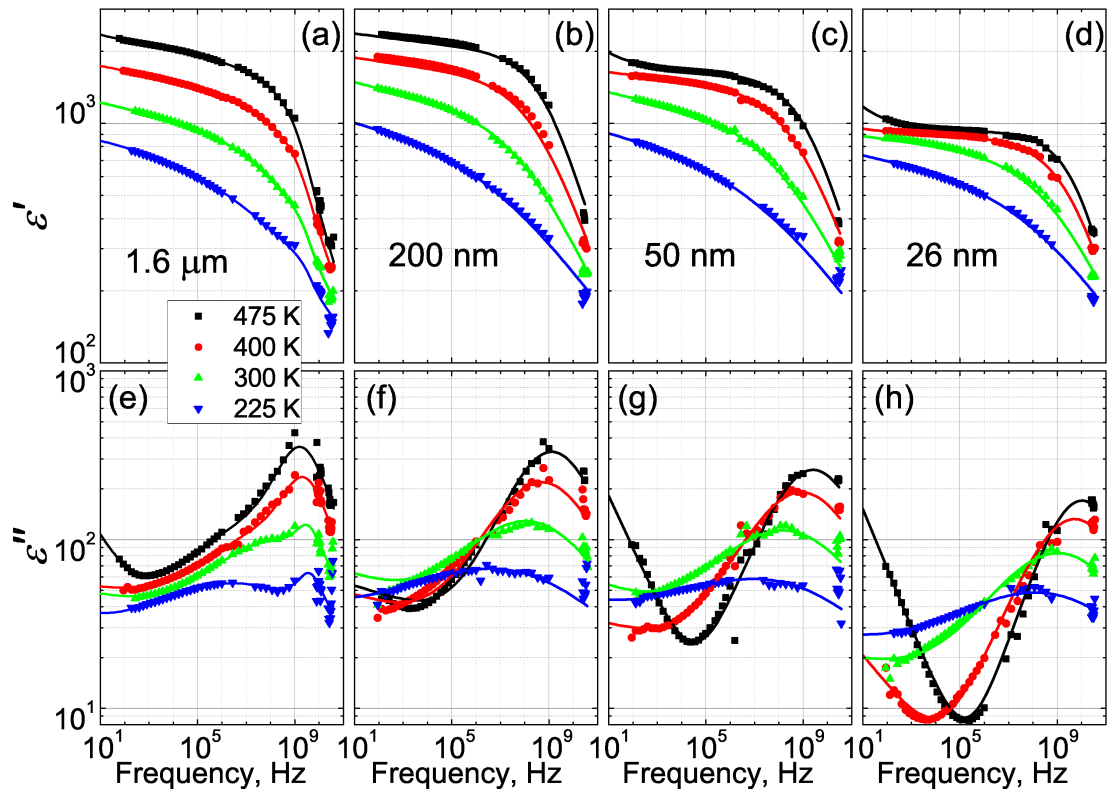 (a) (b) (c) (d)
10³
ε'
1.6 μm 200 nm 50 nm 26 nm
10²
475 K
400 K
300 K
225 K
10³
(e) (f) (g) (h)
10²
ε''
10¹
10¹ 10⁵ 10⁹ 10¹ 10⁵ 10⁹ 10¹ 10⁵ 10⁹ 10¹ 10⁵ 10⁹
Frequency, Hz Frequency, Hz Frequency, Hz Frequency, Hz